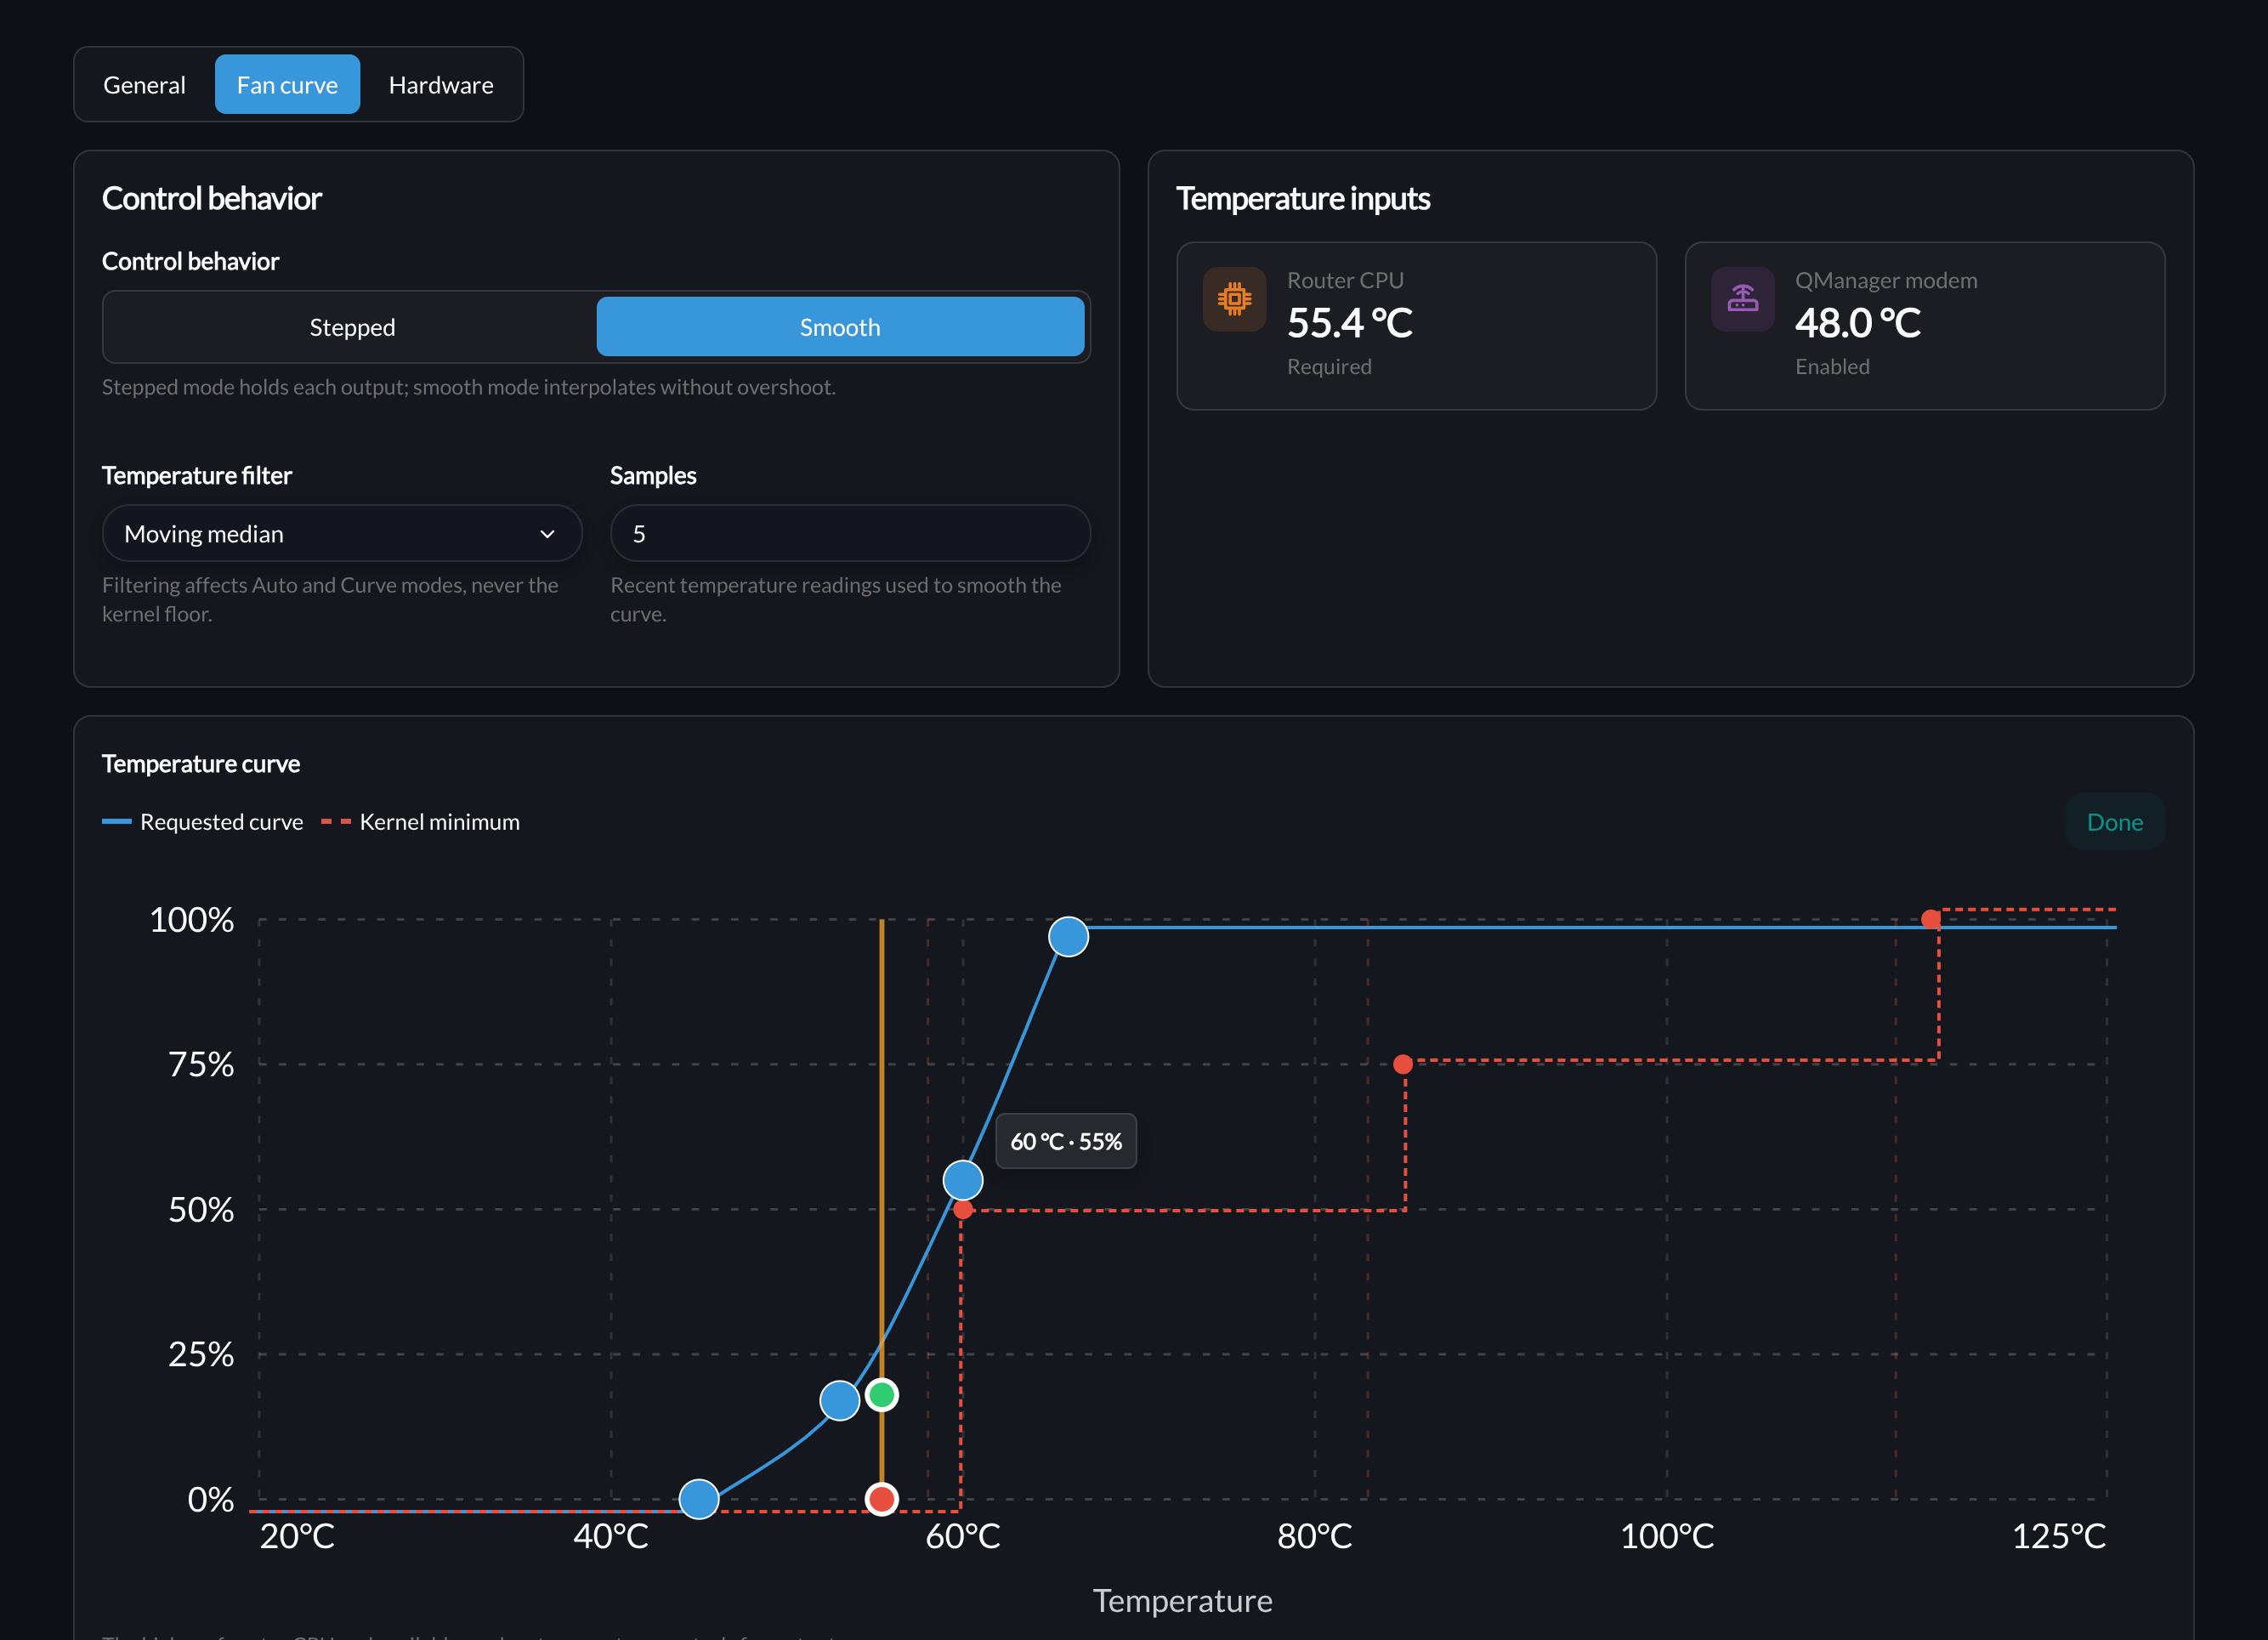 General
Fan curve
Hardware
Control behavior
Control behavior
Stepped
Smooth
Stepped mode holds each output; smooth mode interpolates without overshoot.
Temperature filter
Samples
Moving median
5
Filtering affects Auto and Curve modes, never the
kernel floor.
Recent temperature readings used to smooth the
curve.
Temperature inputs
Router CPU
55.4 °C
Required
QManager modem
48.0 °C
Enabled
Temperature curve
Requested curve
Kernel minimum
Done
100%
75%
60 °C · 55%
50%
25%
0%
20°C
40°C
60°C
80°C
100°C
125°C
Temperature